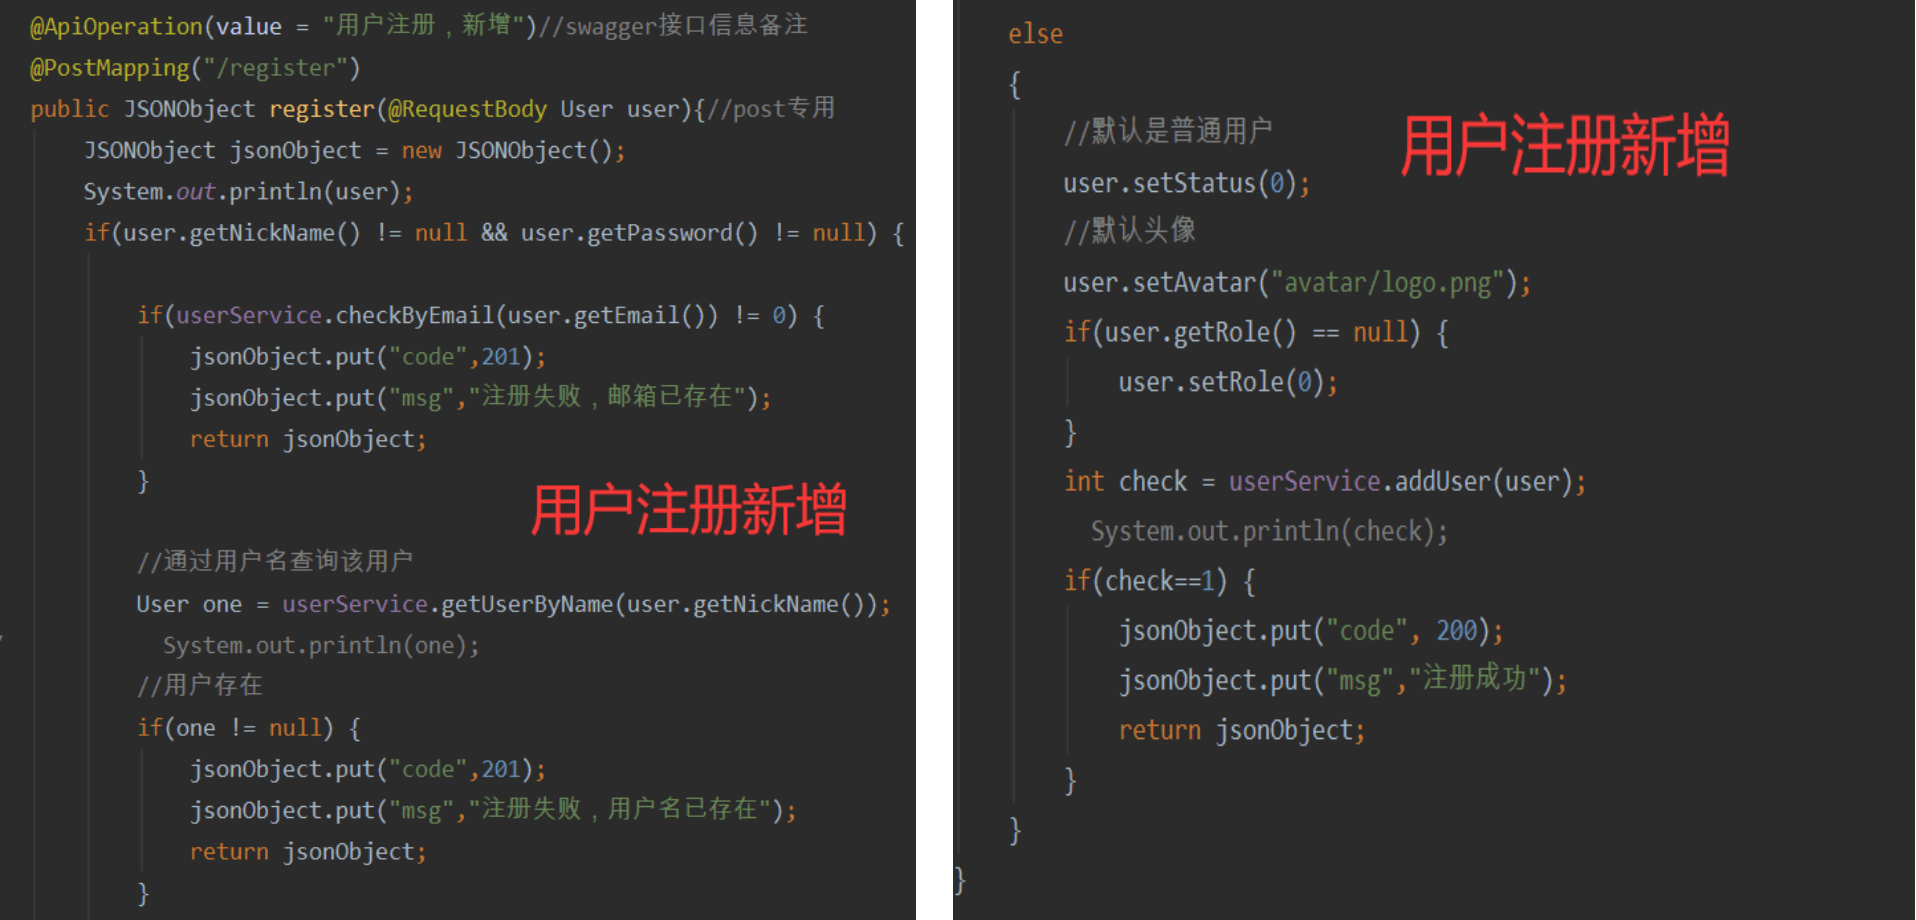 @ApiOperation(value = "用户注册，新增")//swagger接口信息备注
@PostMapping("/register")
public JSONObject register(@RequestBody User user){//post专用
JSONObject jsonObject = new JSONObject();
System.out.println(user);
if(user.getNickName() != null && user.getPassword() != null) {
if(userService.checkByEmail(user.getEmail()) != 0) {
jsonObject.put("code",201);
jsonObject.put("msg","注册失败，邮箱已存在");
return jsonObject;
}
用户注册新增
//通过用户名查询该用户
User one = userService.getUserByName(user.getNickName());
System.out.println(one);
//用户存在
if(one != null) {
jsonObject.put("code",201);
jsonObject.put("msg","注册失败，用户名已存在");
return jsonObject;
}
else
{
//默认是普通用户
用户注册新增
user.setStatus(0);
//默认头像
user.setAvatar("avatar/logo.png");
if(user.getRole() == null) {
user.setRole(0);
}
int check = userService.addUser(user);
System.out.println(check);
if(check==1) {
jsonObject.put("code", 200);
jsonObject.put("msg","注册成功");
return jsonObject;
}
}
}